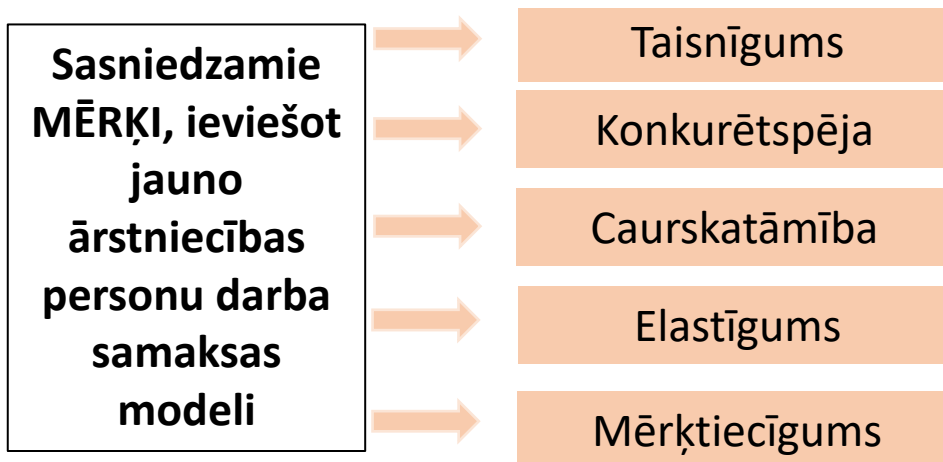 Sasniedzamie
MĒRĶI, ieviešot
jauno
ārstniecības
personu darba
samaksas
modeli
Taisnīgums
Konkurētspēja
Caurskatāmība
Elastīgums
Mērķtiecīgums